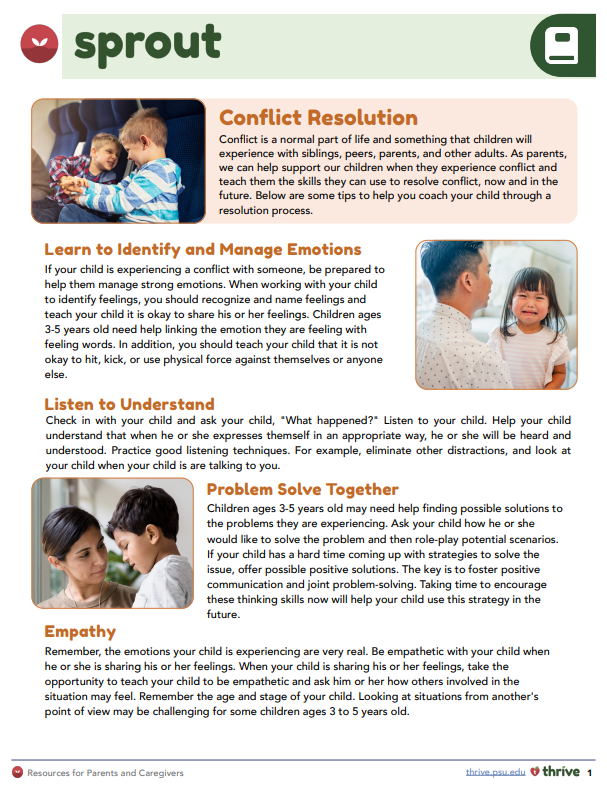 sprout
Conflict Resolution
Conflict is a normal part of life and something that children will
experience with siblings, peers, parents, and other adults. As parents,
we can help support our children when they experience conflict and
teach them the skills they can use to resolve conflict, now and in the
future. Below are some tips to help you coach your child through a
resolution process.
Learn to Identify and Manage Emotions
If your child is experiencing a conflict with someone, be prepared to
help them manage strong emotions. When working with your child
to identify feelings, you should recognize and name feelings and
teach your child it is okay to share his or her feelings. Children ages
3-5 years old need help linking the emotion they are feeling with
feeling words. In addition, you should teach your child that it is not
okay to hit, kick, or use physical force against themselves or anyone
else.
Listen to Understand
Check in with your child and ask your child, "What happened?" Listen to your child. Help your child
understand that when he or she expresses themself in an appropriate way, he or she will be heard and
understood. Practice good listening techniques. For example, eliminate other distractions, and look at
your child when your child is are talking to you.
Problem Solve Together
Children ages 3-5 years old may need help finding possible solutions to
the problems they are experiencing. Ask your child how he or she
would like to solve the problem and then role-play potential scenarios.
If your child has a hard time coming up with strategies to solve the
issue, offer possible positive solutions. The key is to foster positive
communication and joint problem-solving. Taking time to encourage
these thinking skills now will help your child use this strategy in the
future.
Empathy
Remember, the emotions your child is experiencing are very real. Be empathetic with your child when
he or she is sharing his or her feelings. When your child is sharing his or her feelings, take the
opportunity to teach your child to be empathetic and ask him or her how others involved in the
situation may feel. Remember the age and stage of your child. Looking at situations from another's
point of view may be challenging for some children ages 3 to 5 years old.
Resources for Parents and Caregivers
thrive.psu.edu thrive 1